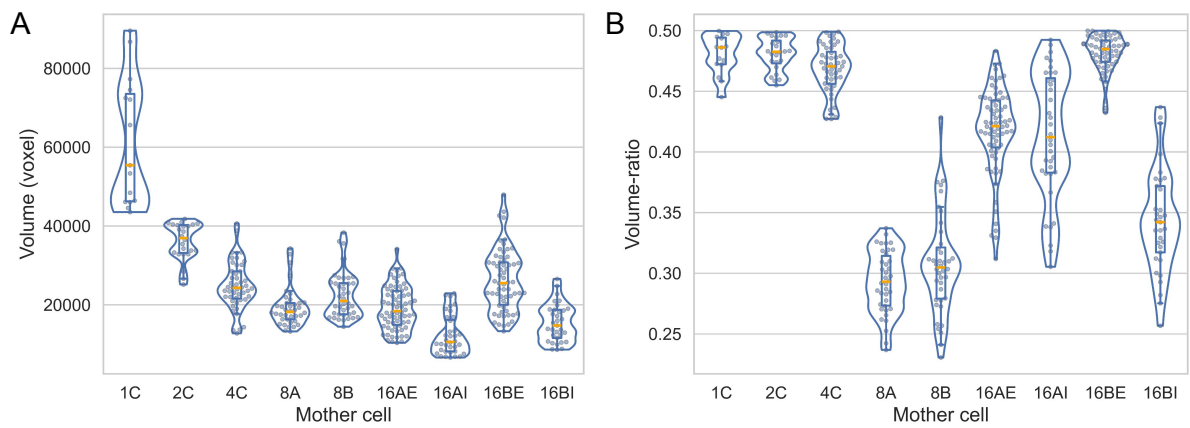 A
Volume (voxel)
80000
60000
40000
20000
1C 2C 4C 8A 8B 16AE 16AI 16BE 16BI
Mother cell
B
Volume-ratio
0.50
0.45
0.40
0.35
0.30
0.25
1C 2C 4C 8A 8B 16AE 16AI 16BE 16BI
Mother cell